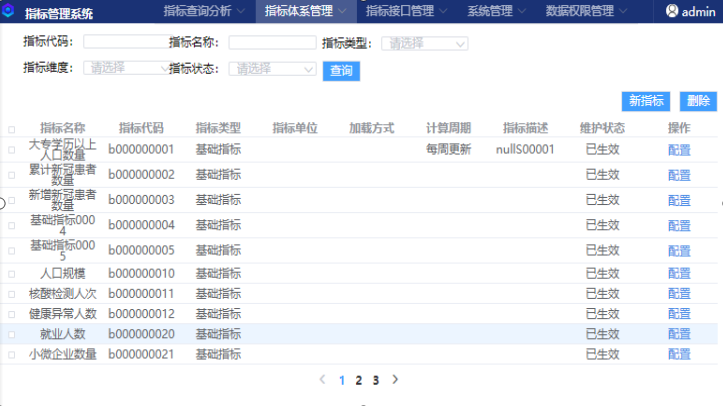 指标管理系统 指标查询分析 指标体系管理 指标接口管理 系统管理 数据权限管理 admin
指标代码： 指标名称： 指标类型： 请选择
指标维度： 请选择 指标状态： 请选择 查询
新指标 删除
指标名称 指标代码 指标类型 指标单位 加载方式 计算周期 指标描述 维护状态 操作
大专学历以上
人口数量 b000000001 基础指标 每周更新 nullS00001 已生效 配置
累计新冠患者
数量 b000000002 基础指标 已生效 配置
新增新冠患者
数量 b000000003 基础指标 已生效 配置
基础指标000
4 b000000004 基础指标 已生效 配置
基础指标000
5 b000000005 基础指标 已生效 配置
人口规模 b000000010 基础指标 已生效 配置
核酸检测人次 b000000011 基础指标 已生效 配置
健康异常人数 b000000012 基础指标 已生效 配置
就业人数 b000000020 基础指标 已生效 配置
小微企业数量 b000000021 基础指标 已生效 配置
1 2 3